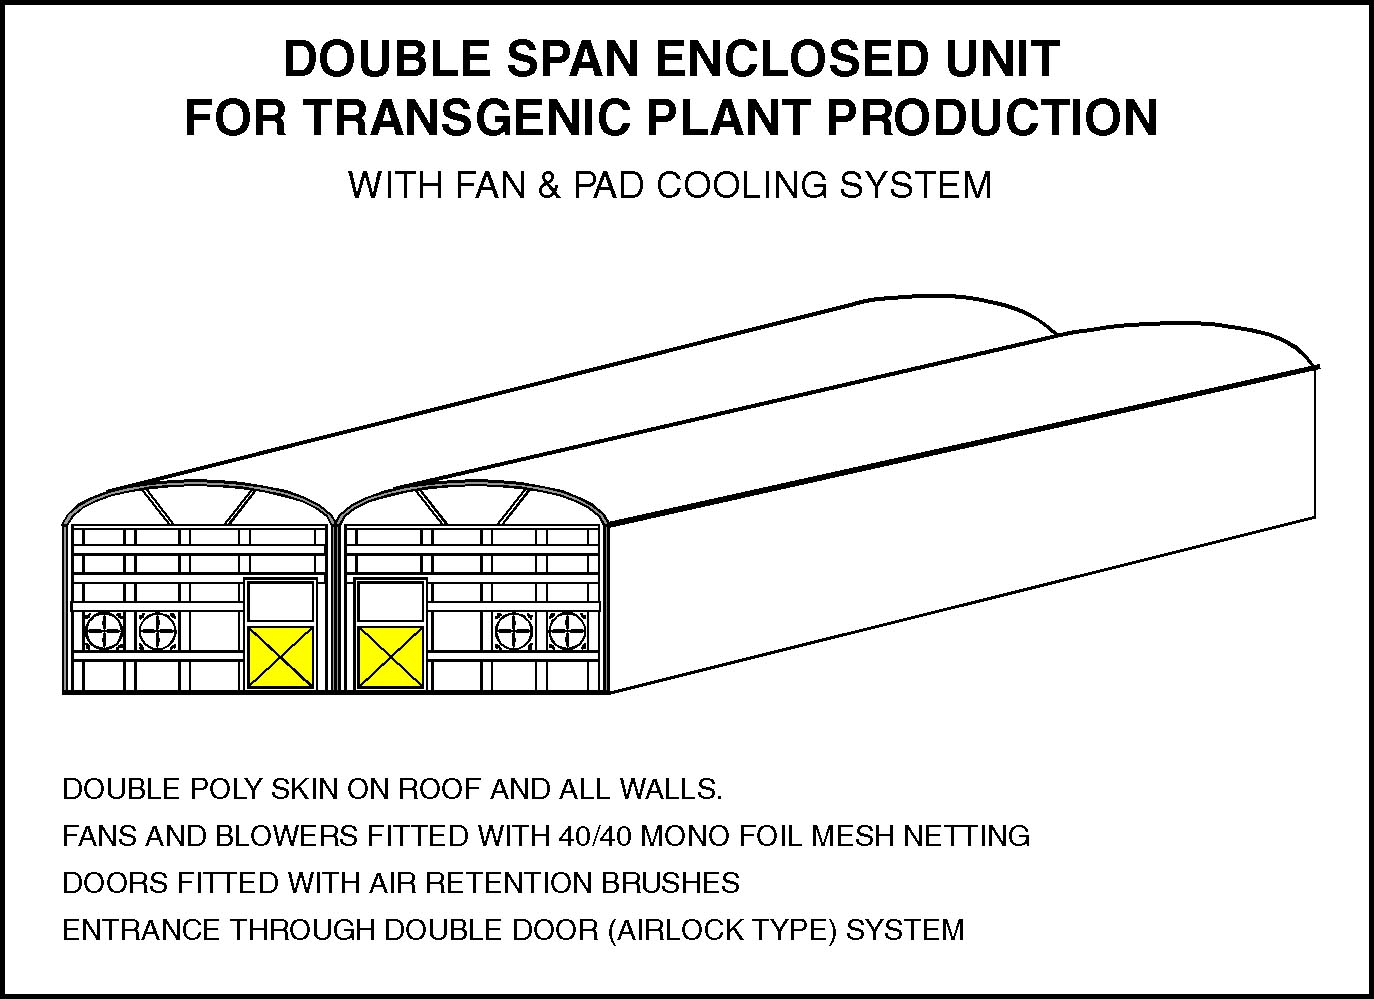 DOUBLE SPAN ENCLOSED UNIT
FOR TRANSGENIC PLANT PRODUCTION
WITH FAN & PAD COOLING SYSTEM
DOUBLE POLY SKIN ON ROOF AND ALL WALLS.
FANS AND BLOWERS FITTED WITH 40/40 MONO FOIL MESH NETTING
DOORS FITTED WITH AIR RETENTION BRUSHES
ENTRANCE THROUGH DOUBLE DOOR (AIRLOCK TYPE) SYSTEM